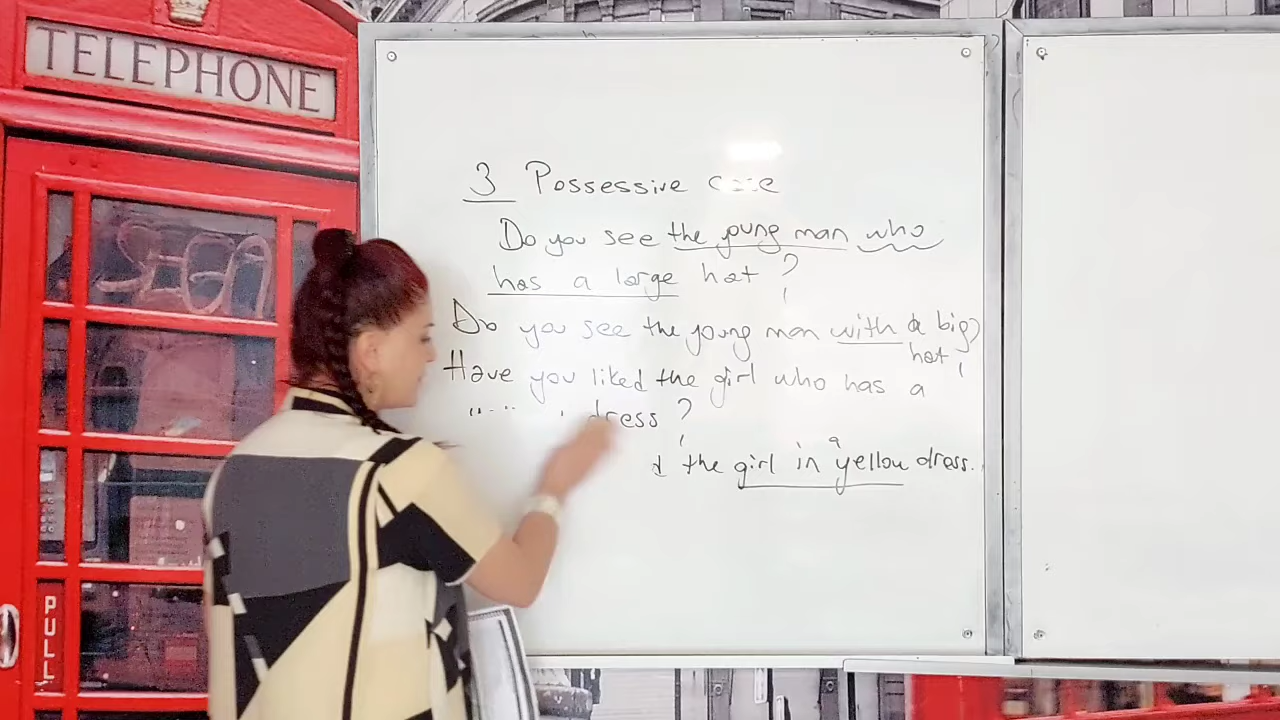 TELEPHONE
SEGA
PULL
3 Possessive case
Do you see the young man who
has a large hat ?
Do you see the young man with a big
hat
Have you liked the girl who has a
dress ?
a
the girl in yellow dress.